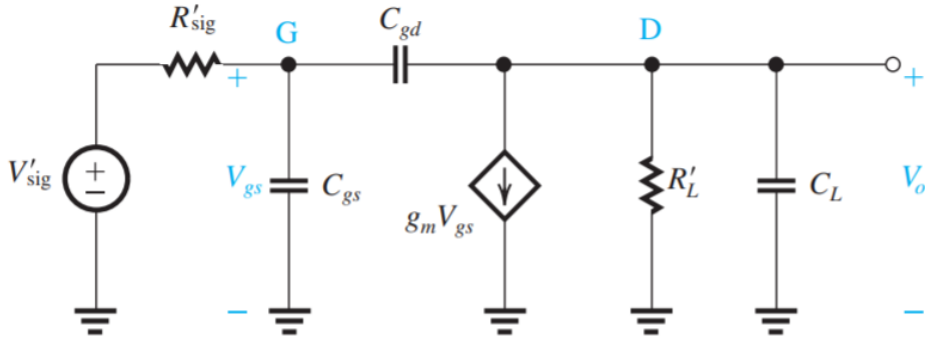 R'sig
G
Cgd
D
+
+
V'sig
+
−
Vgs
Cgs
gmVgs
R'L
CL
Vo
−
−